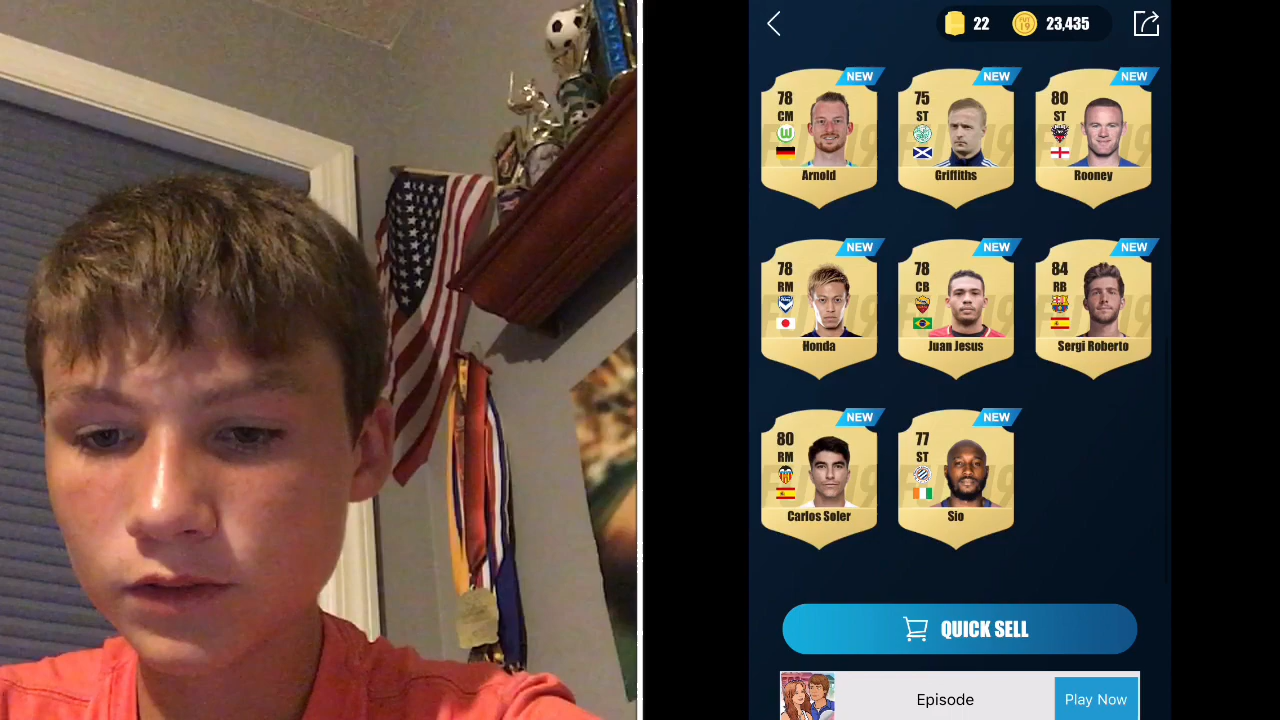 22 23,435
NEW NEW NEW
78 CM 75 ST 80 ST
Arnold Griffiths Rooney
NEW NEW NEW
78 RM 78 CB 84 RB
Honda Juan Jesus Sergi Roberto
NEW NEW
80 RM 77 ST
Carlos Soler Sio
QUICK SELL
Episode Play Now